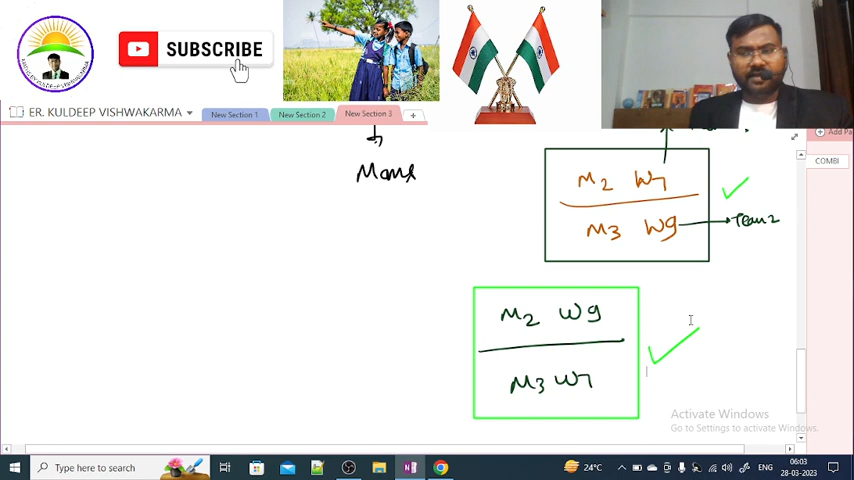 SUBSCRIBE
ER. KULDEEP VISHWAKARMA
New Section 1
New Section 2
New Section 3
+
Add Pa
COMBI
M2 W7
M3 W9
Team 2
M2 W9
M3 W7
Activate Windows
Go to Settings to activate Windows.
Type here to search
24°C
ENG
06:03
28-03-2023